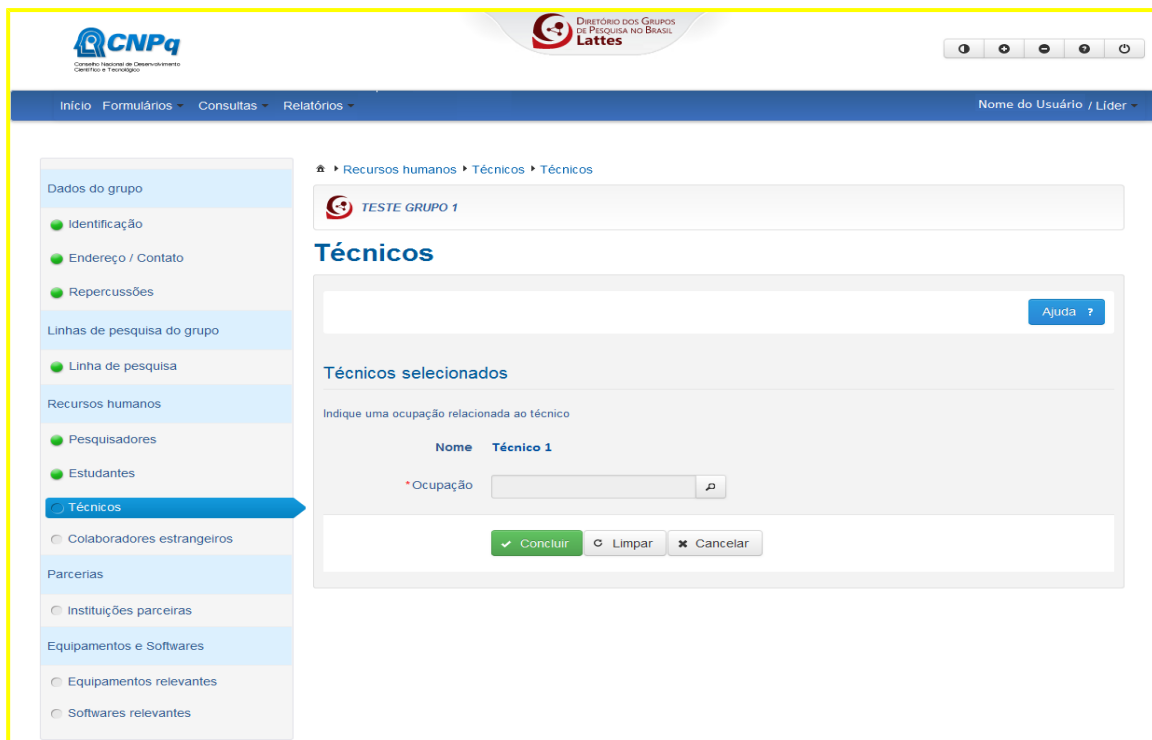 CNPq
Conselho Nacional de Desenvolvimento
Científico e Tecnológico
DIRETÓRIO DOS GRUPOS
DE PESQUISA NO BRASIL
Lattes
Início Formulários Consultas Relatórios Nome do Usuário / Líder
Recursos humanos Técnicos Técnicos
TESTE GRUPO 1
Técnicos
Ajuda ?
Técnicos selecionados
Indique uma ocupação relacionada ao técnico
Nome Técnico 1
*Ocupação
Concluir Limpar Cancelar
Dados do grupo
Identificação
Endereço / Contato
Repercussões
Linhas de pesquisa do grupo
Linha de pesquisa
Recursos humanos
Pesquisadores
Estudantes
Técnicos
Colaboradores estrangeiros
Parcerias
Instituições parceiras
Equipamentos e Softwares
Equipamentos relevantes
Softwares relevantes